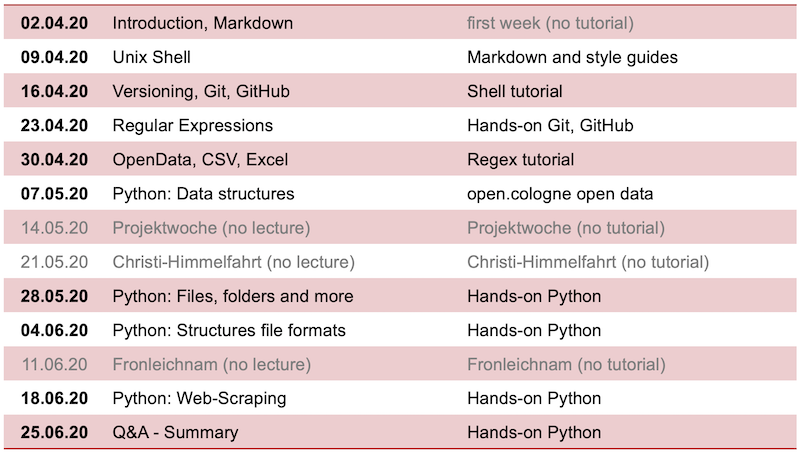 02.04.20 Introduction, Markdown first week (no tutorial)
09.04.20 Unix Shell Markdown and style guides
16.04.20 Versioning, Git, GitHub Shell tutorial
23.04.20 Regular Expressions Hands-on Git, GitHub
30.04.20 OpenData, CSV, Excel Regex tutorial
07.05.20 Python: Data structures open.cologne open data
14.05.20 Projektwoche (no lecture) Projektwoche (no tutorial)
21.05.20 Christi-Himmelfahrt (no lecture) Christi-Himmelfahrt (no tutorial)
28.05.20 Python: Files, folders and more Hands-on Python
04.06.20 Python: Structures file formats Hands-on Python
11.06.20 Fronleichnam (no lecture) Fronleichnam (no tutorial)
18.06.20 Python: Web-Scraping Hands-on Python
25.06.20 Q&A - Summary Hands-on Python